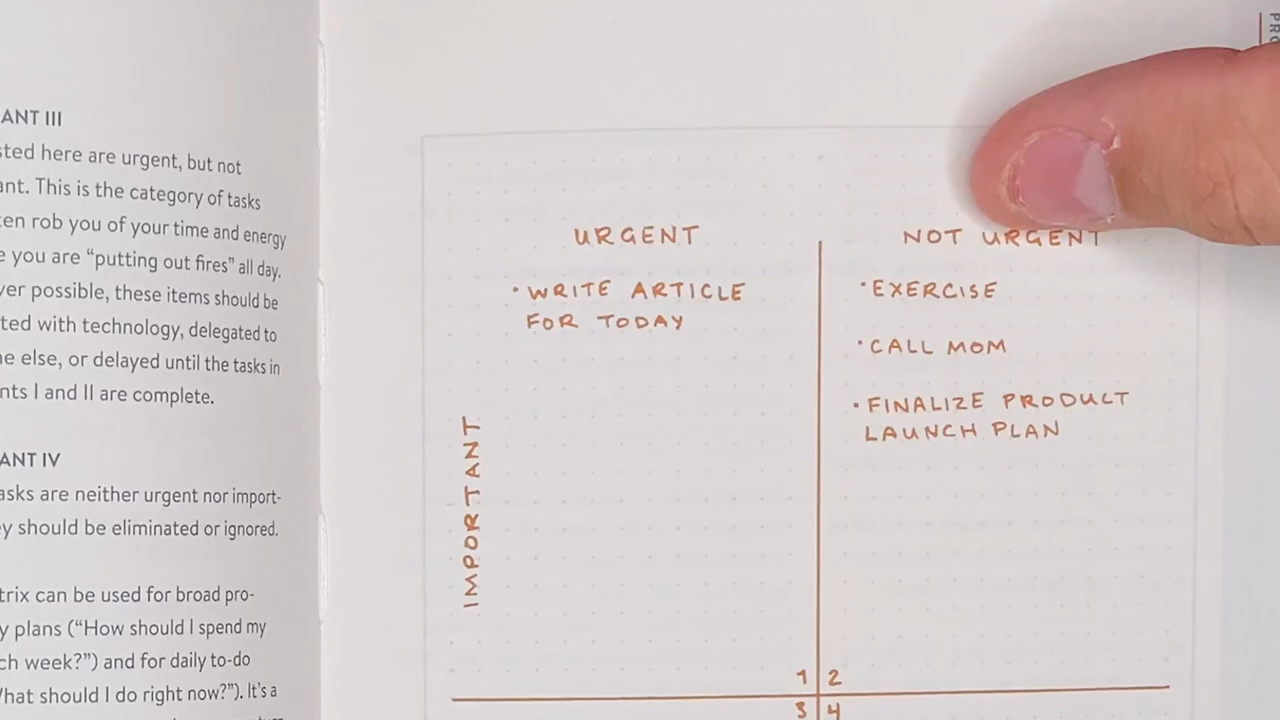 ANT III
sted here are urgent, but not
ant. This is the category of tasks
en rob you of your time and energy
e you are “putting out fires” all day.
ver possible, these items should be
ted with technology, delegated to
ne else, or delayed until the tasks in
nts I and II are complete.
ANT IV
asks are neither urgent nor import-
y should be eliminated or ignored.
trix can be used for broad pro-
y plans (“How should I spend my
ch week?”) and for daily to-do
What should I do right now?”). It’s a
URGENT
• WRITE ARTICLE
FOR TODAY
NOT URGENT
• EXERCISE
• CALL MOM
• FINALIZE PRODUCT
LAUNCH PLAN
IMPORTANT
1 2
3 4
PRO